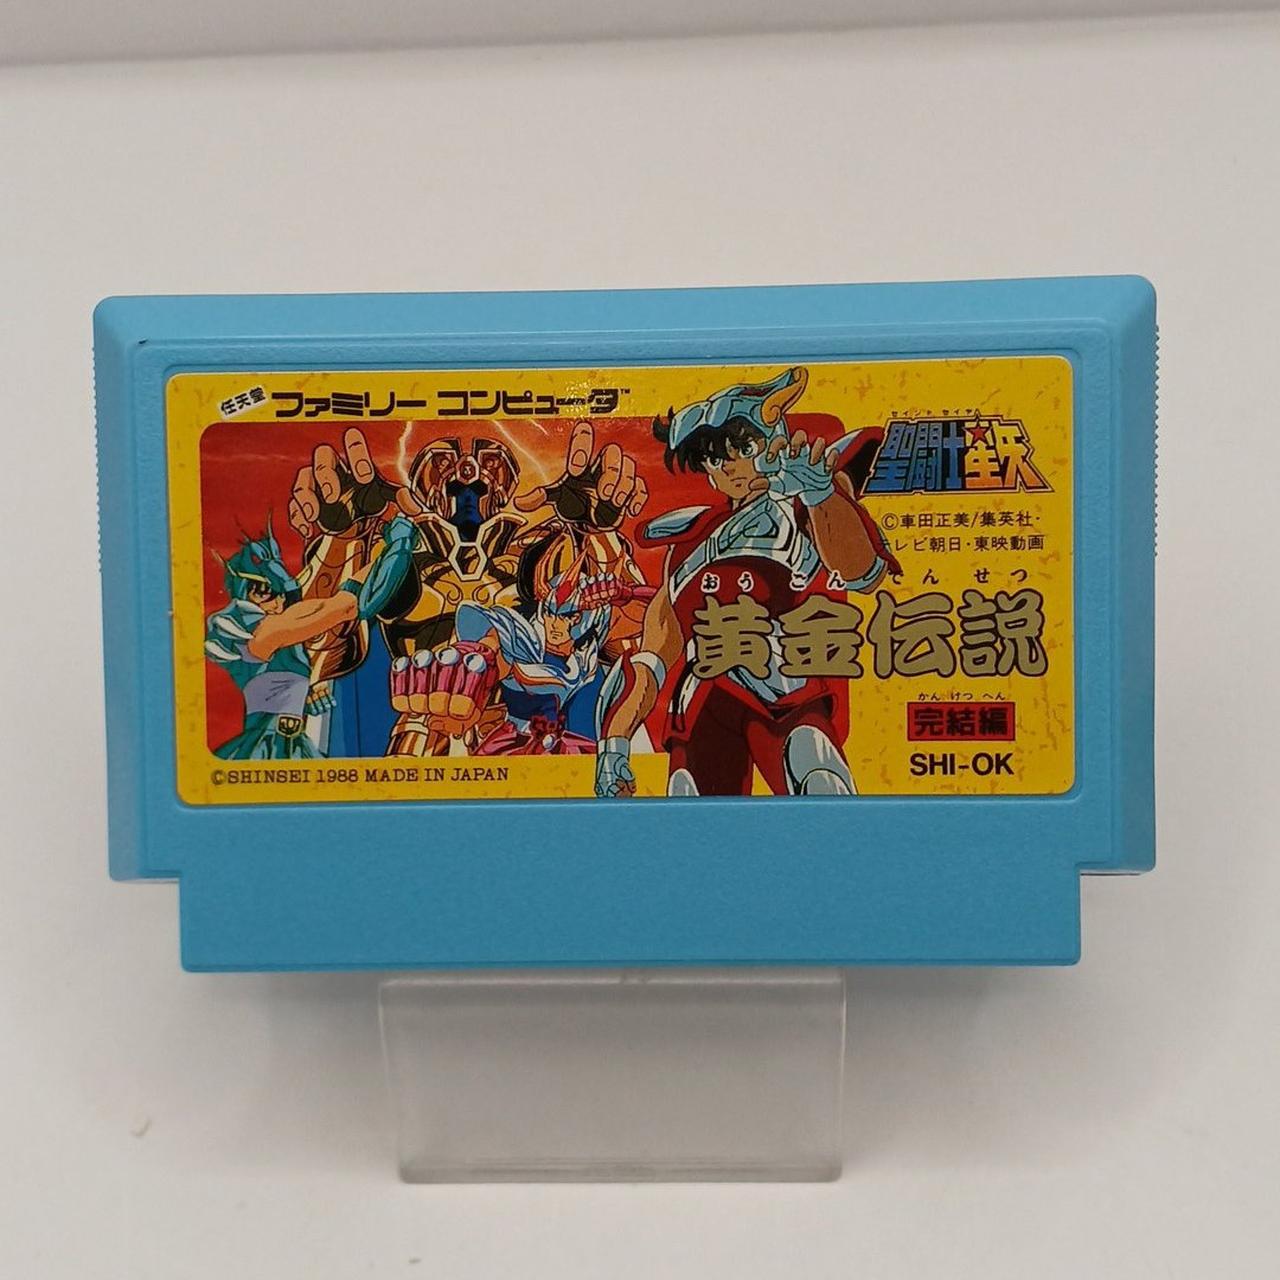 任天堂 ファミリー コンピュータ™
セイント セイヤ
聖闘士星矢
©車田正美/集英社・
テレビ朝日・東映動画
おう ごん でん せつ
黄金伝説
かん けつ へん
完結編
SHI-OK
©SHINSEI 1988 MADE IN JAPAN